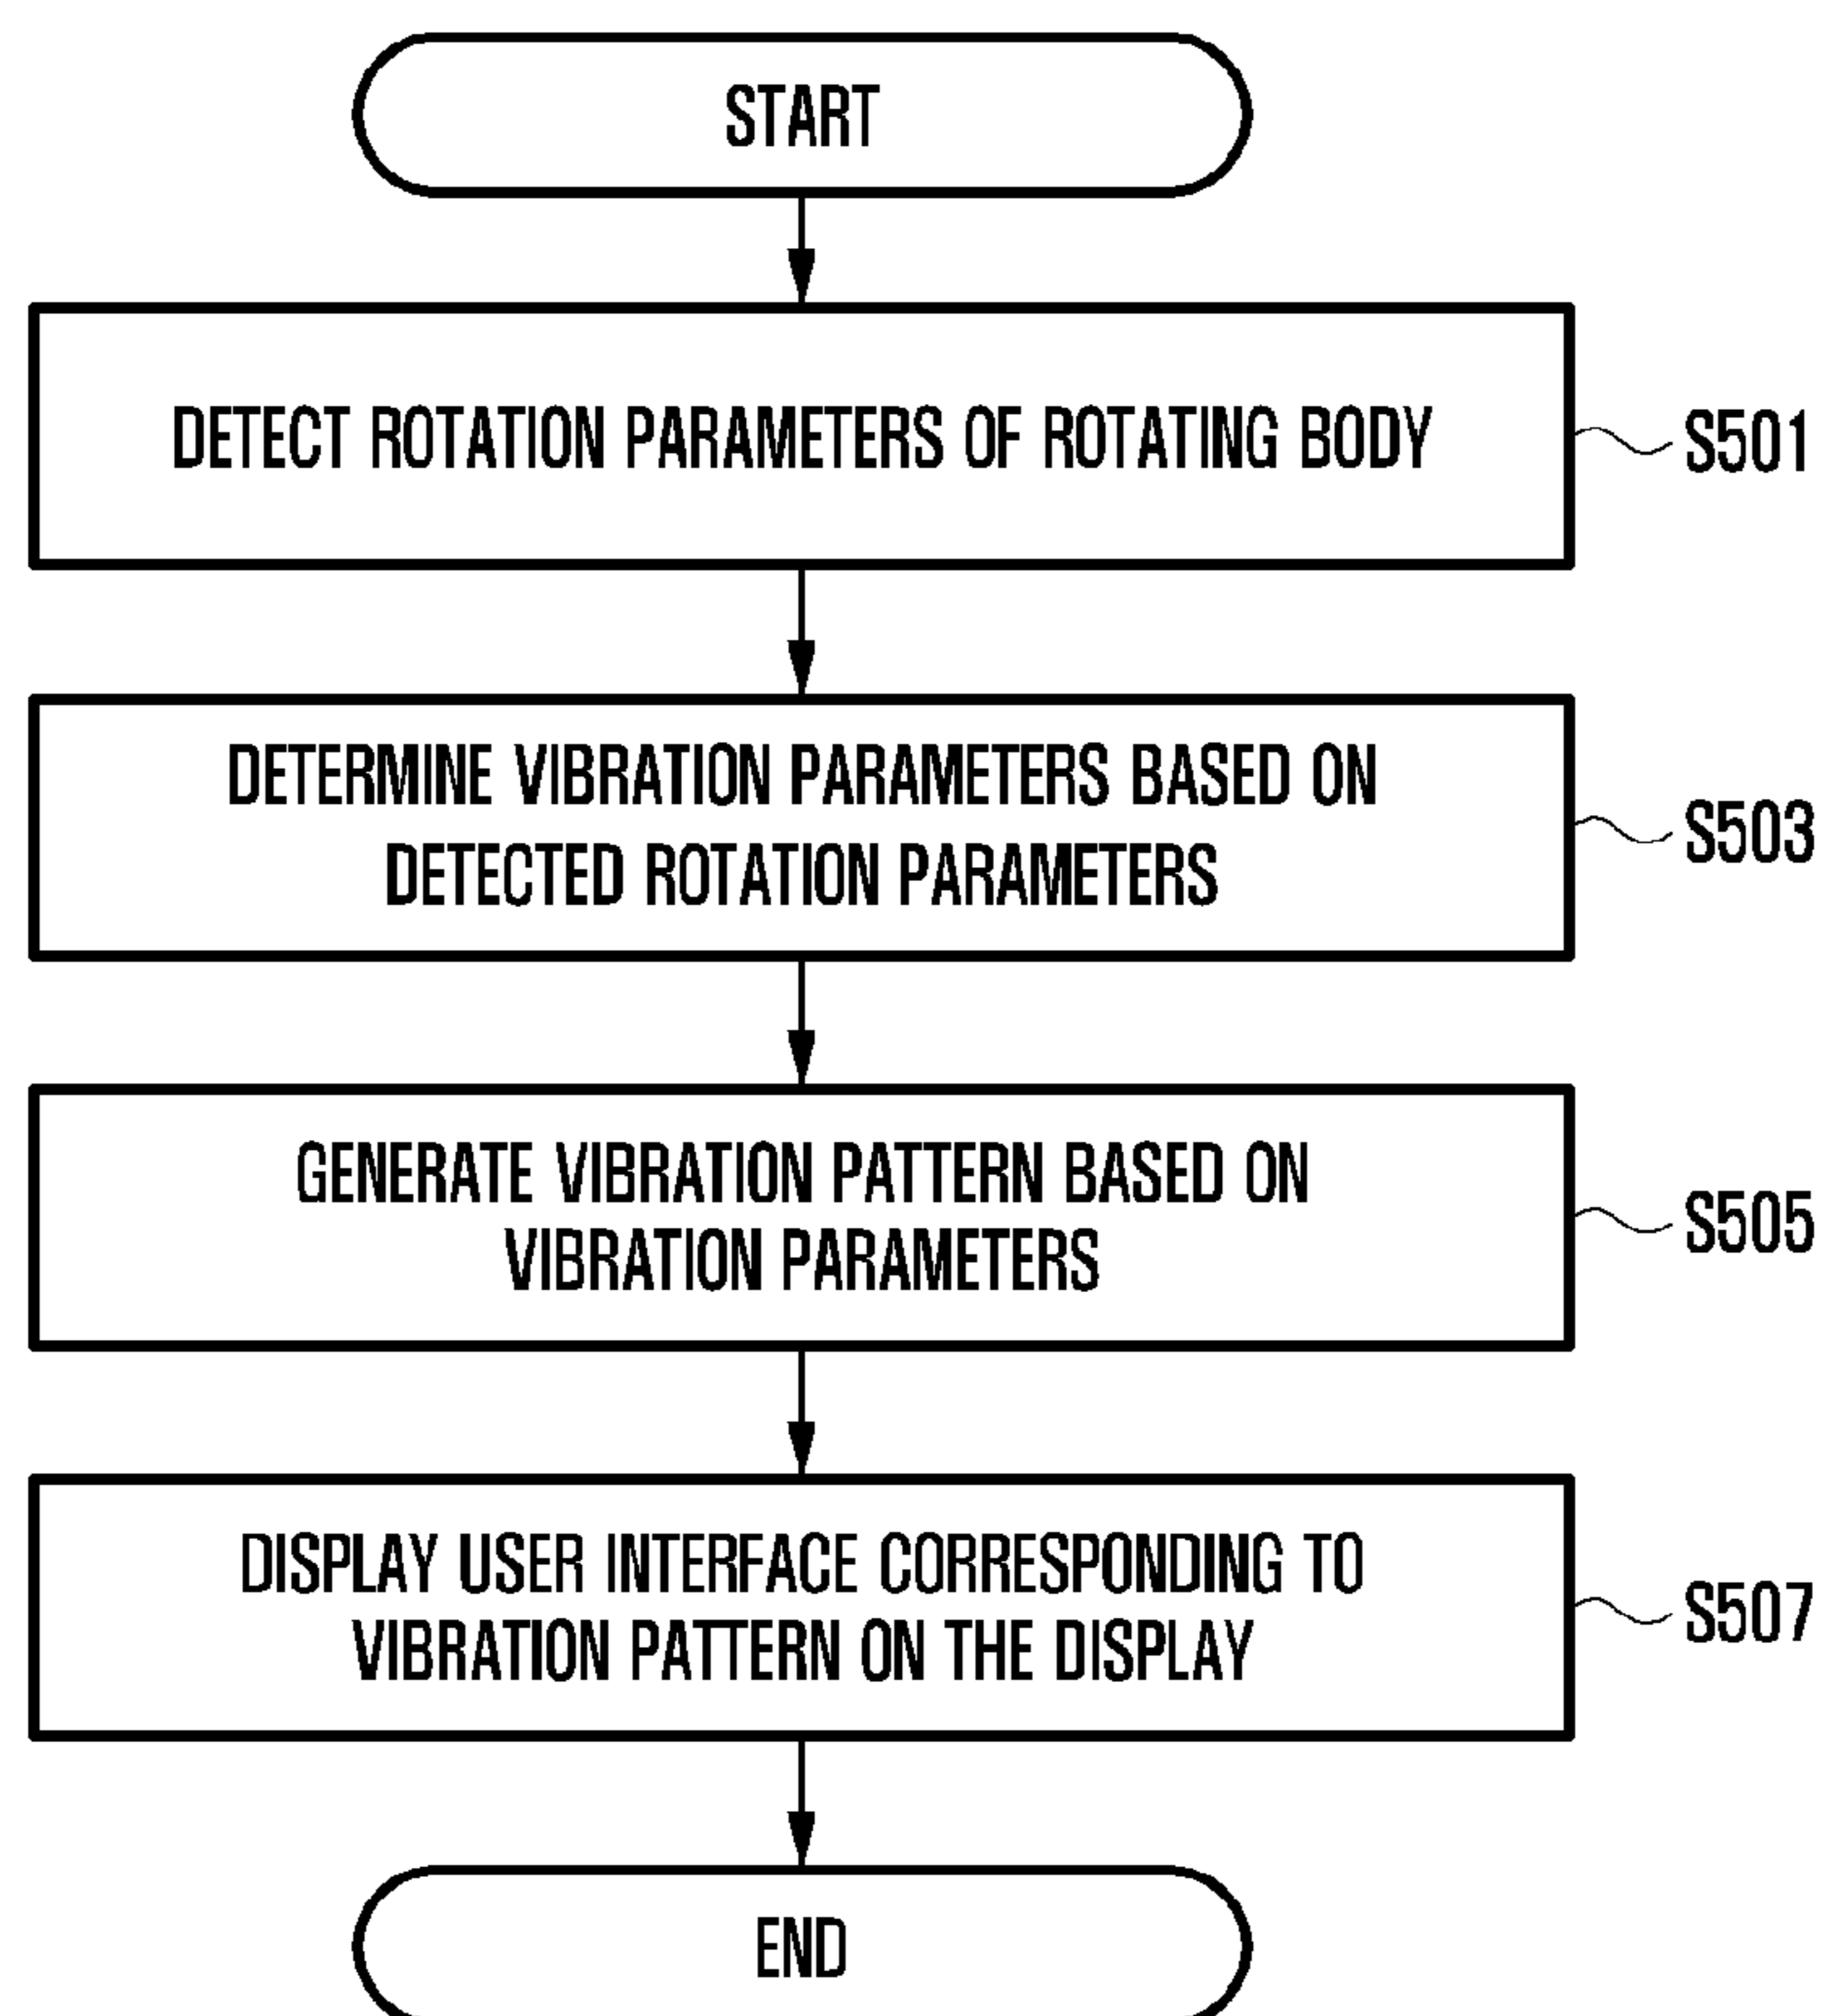 START
DETECT ROTATION PARAMETERS OF ROTATING BODY
S501
DETERMINE VIBRATION PARAMETERS BASED ON
DETECTED ROTATION PARAMETERS
S503
GENERATE VIBRATION PATTERN BASED ON
VIBRATION PARAMETERS
S505
DISPLAY USER INTERFACE CORRESPONDING TO
VIBRATION PATTERN ON THE DISPLAY
S507
END